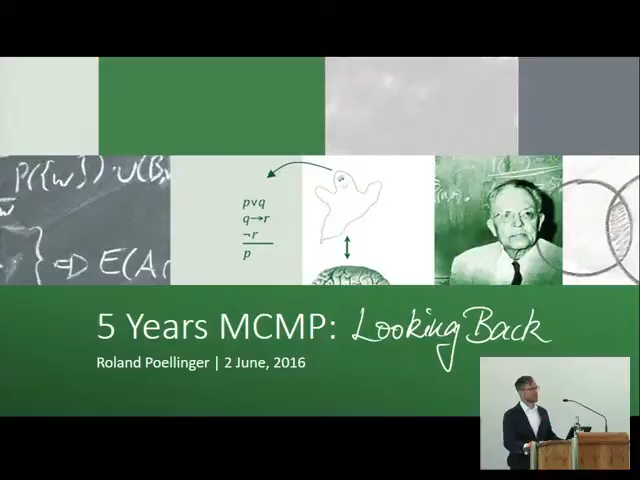 P({w})·U(B,
w
} ⇒ E(A
p∨q
q→r
¬r
p
5 Years MCMP: Looking Back
Roland Poellinger | 2 June, 2016